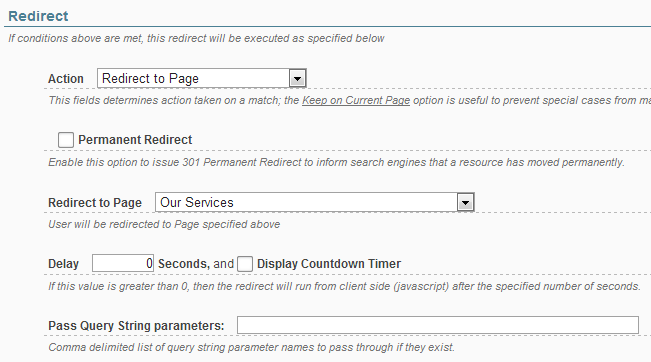 Redirect
If conditions above are met, this redirect will be executed as specified below
Action Redirect to Page
This fields determines action taken on a match; the Keep on Current Page option is useful to prevent special cases from
Permanent Redirect
Enable this option to issue 301 Permanent Redirect to inform search engines that a resource has moved permanently.
Redirect to Page Our Services
User will be redirected to Page specified above
Delay 0 Seconds, and Display Countdown Timer
If this value is greater than 0, then the redirect will run from client side (javascript) after the specified number of seconds.
Pass Query String parameters:
Comma delimited list of query string parameter names to pass through if they exist.